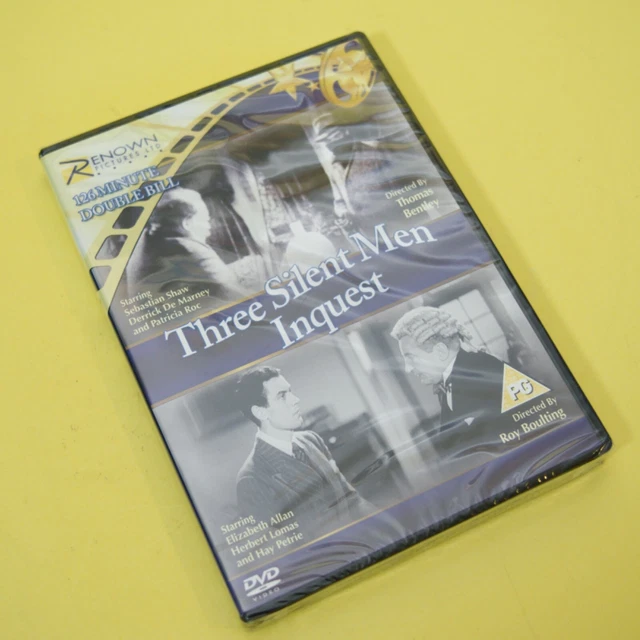 RENOWN
PICTURES LTD
126 MINUTE
DOUBLE BILL
Directed By
Thomas
Bentley
Starring
Sebastian Shaw
Derrick De Marney
and Patricia Roc
Three Silent Men
Inquest
PG
Directed By
Roy Boulting
Starring
Elizabeth Allan
Herbert Lomas
and Hay Petrie
DVD
VIDEO